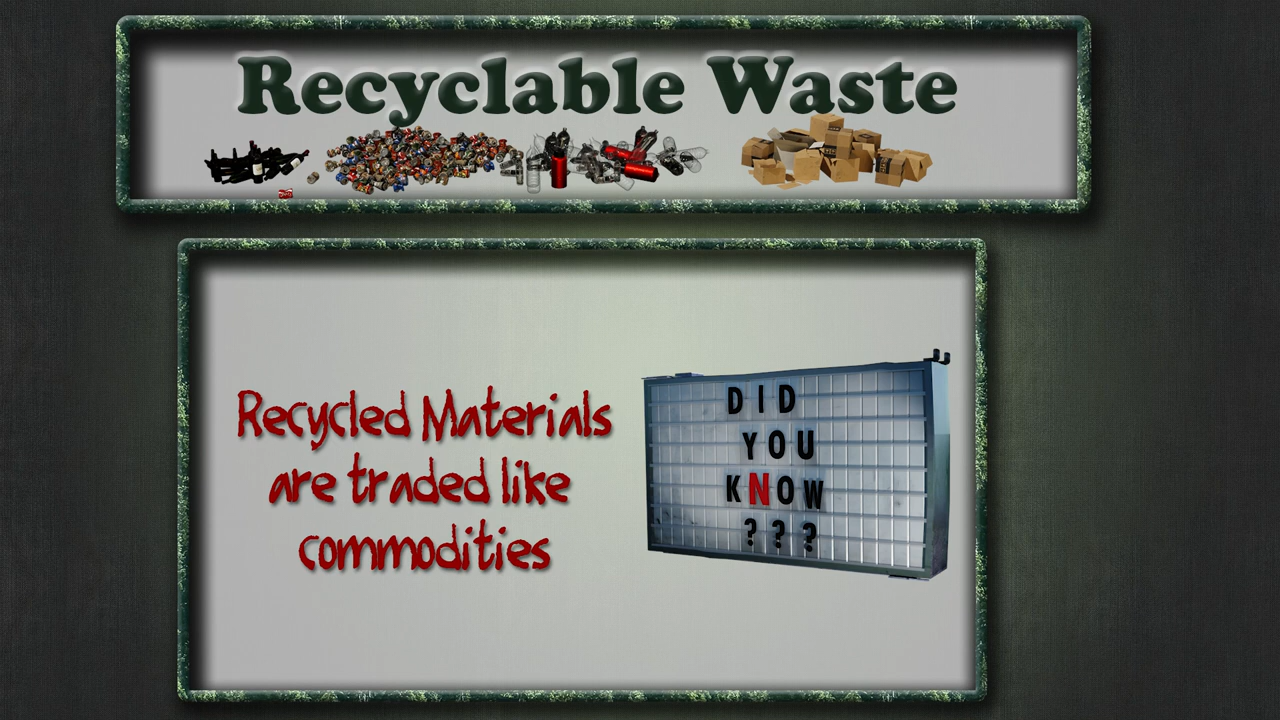 Recyclable Waste
Recycled Materials
are traded like
commodities
DID
YOU
KNOW
???